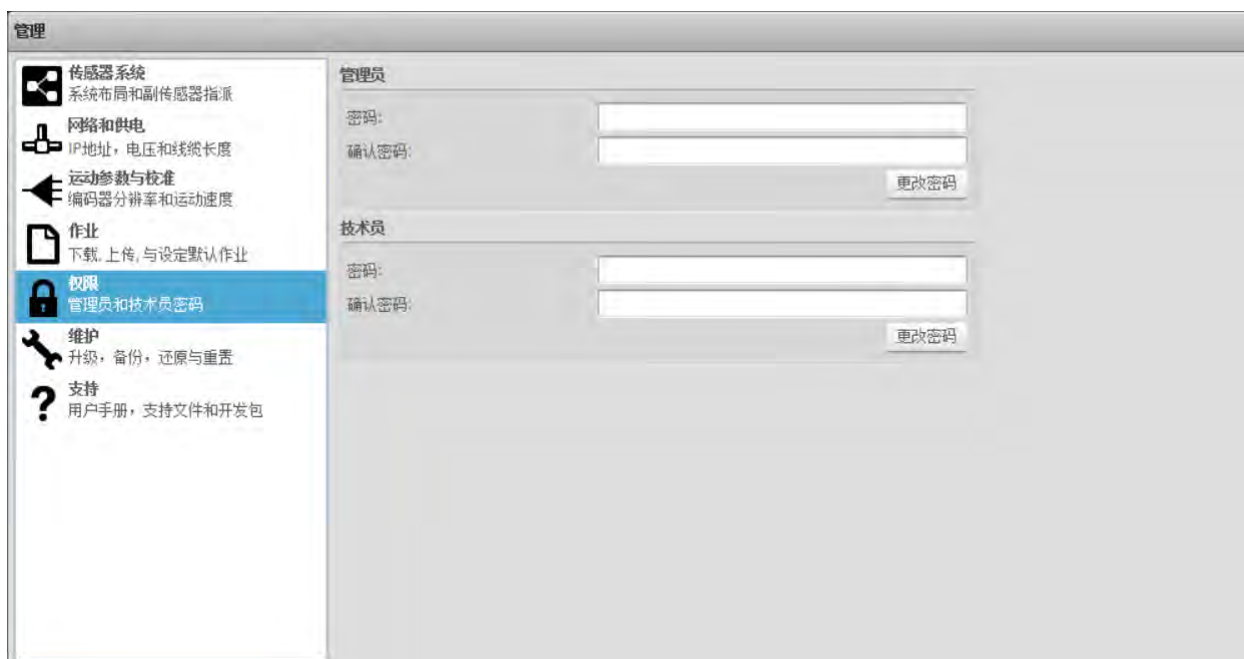 管理
传感器系统
系统布局和副传感器指派
网络和供电
IP地址，电压和线缆长度
运动参数与校准
编码器分辨率和运动速度
作业
下载, 上传, 与设定默认作业
权限
管理员和技术员密码
维护
升级，备份，还原与重置
支持
用户手册，支持文件和开发包
管理员
密码:
确认密码:
更改密码
技术员
密码:
确认密码:
更改密码